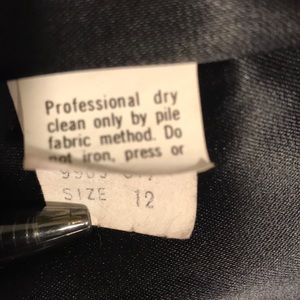 Professional dry
clean only by pile
fabric method. Do
not iron, press or
SIZE 12